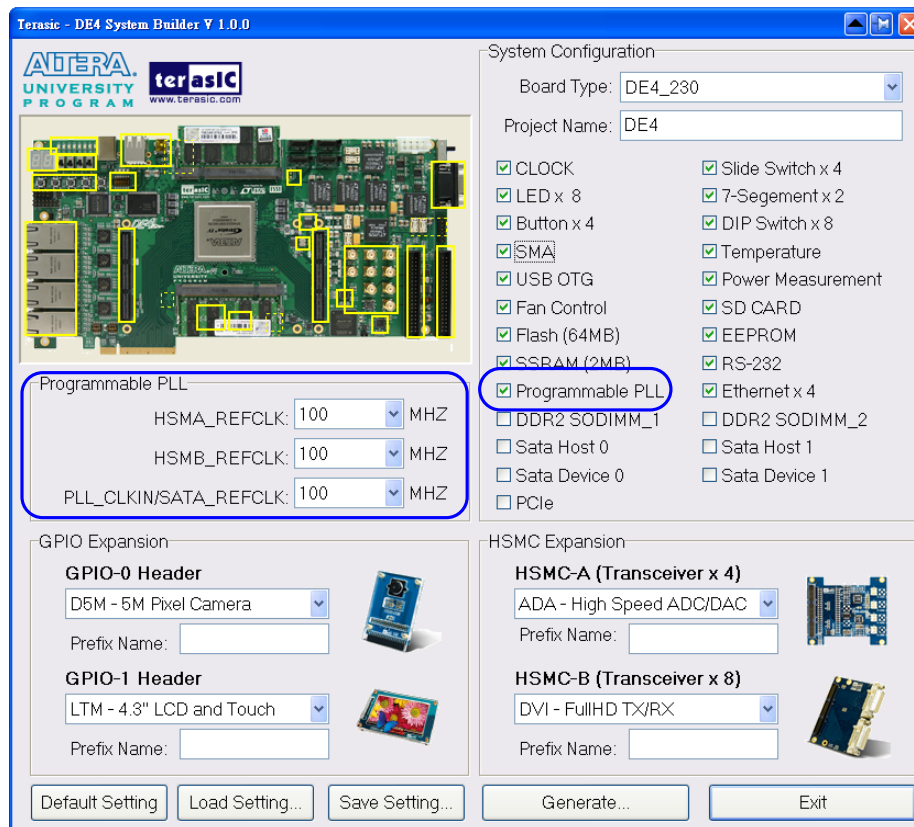 Terasic - DE4 System Builder V 1.0.0
ALTERA.
UNIVERSITY
PROGRAM
terasIC
www.terasic.com
System Configuration
Board Type: DE4_230
Project Name: DE4
CLOCK
Slide Switch x 4
LED x 8
7-Segement x 2
Button x 4
DIP Switch x 8
SMA
Temperature
USB OTG
Power Measurement
Fan Control
SD CARD
Flash (64MB)
EEPROM
SSRAM (2MB)
RS-232
Programmable PLL
Ethernet x 4
DDR2 SODIMM_1
DDR2 SODIMM_2
Sata Host 0
Sata Host 1
Sata Device 0
Sata Device 1
PCIe
Programmable PLL
HSMA_REFCLK: 100 MHZ
HSMB_REFCLK: 100 MHZ
PLL_CLKIN/SATA_REFCLK: 100 MHZ
GPIO Expansion
GPIO-0 Header
D5M - 5M Pixel Camera
Prefix Name:
GPIO-1 Header
LTM - 4.3" LCD and Touch
Prefix Name:
HSMC Expansion
HSMC-A (Transceiver x 4)
ADA - High Speed ADC/DAC
Prefix Name:
HSMC-B (Transceiver x 8)
DVI - FullHD TX/RX
Prefix Name:
Default Setting
Load Setting...
Save Setting...
Generate...
Exit